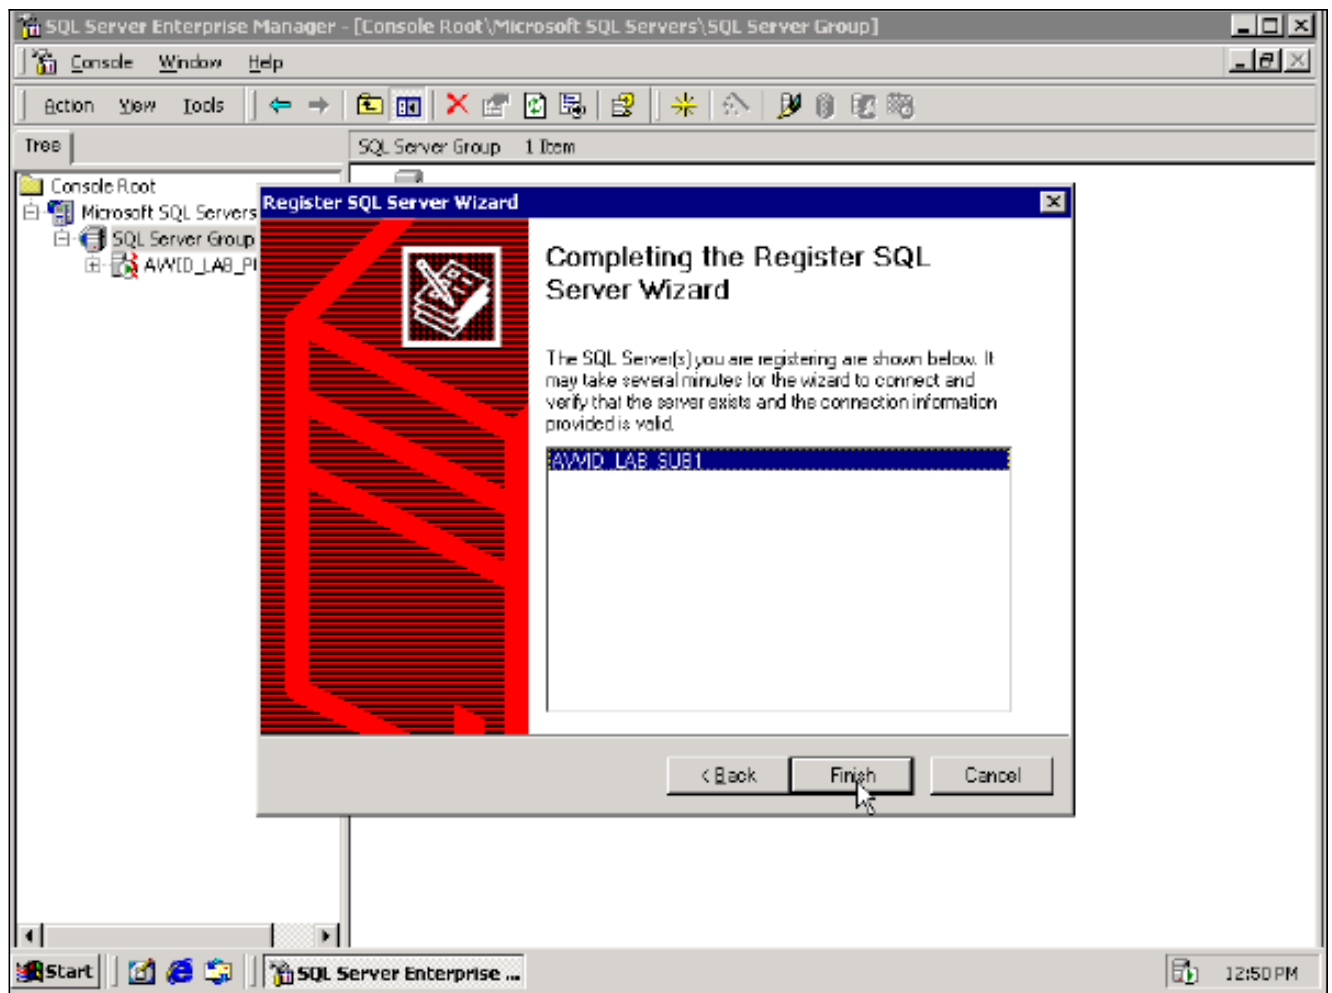 SQL Server Enterprise Manager - [Console Root\Microsoft SQL Servers\SQL Server Group]
Console Window Help
Action View Tools
Tree
SQL Server Group 1 Item
Console Root
Microsoft SQL Servers
SQL Server Group
AVVID_LAB_P
Register SQL Server Wizard
Completing the Register SQL
Server Wizard
The SQL Server(s) you are registering are shown below. It
may take several minutes for the wizard to connect and
verify that the server exists and the connection information
provided is valid.
AVVID_LAB_SUB1
< Back Finish Cancel
Start SQL Server Enterprise ... 12:50 PM